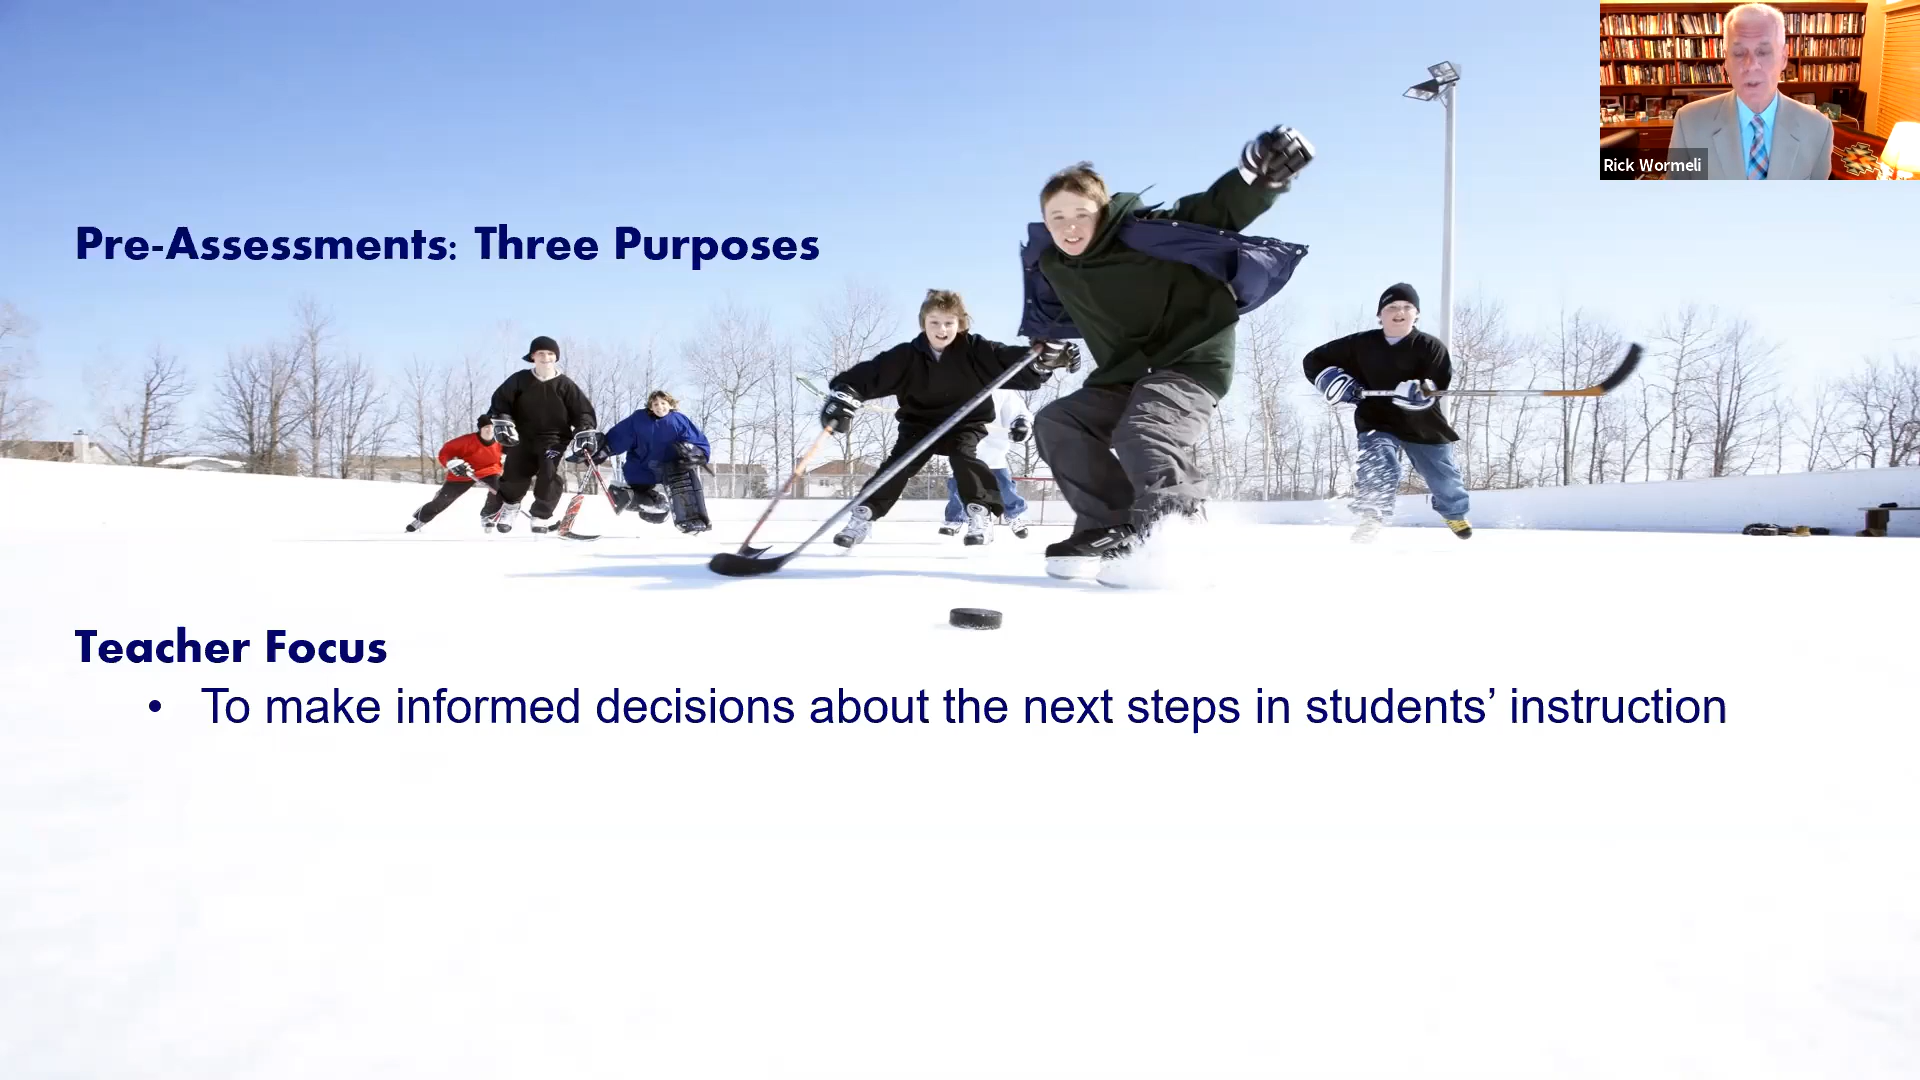 Rick Wormeli
Pre-Assessments: Three Purposes
Teacher Focus
• To make informed decisions about the next steps in students’ instruction